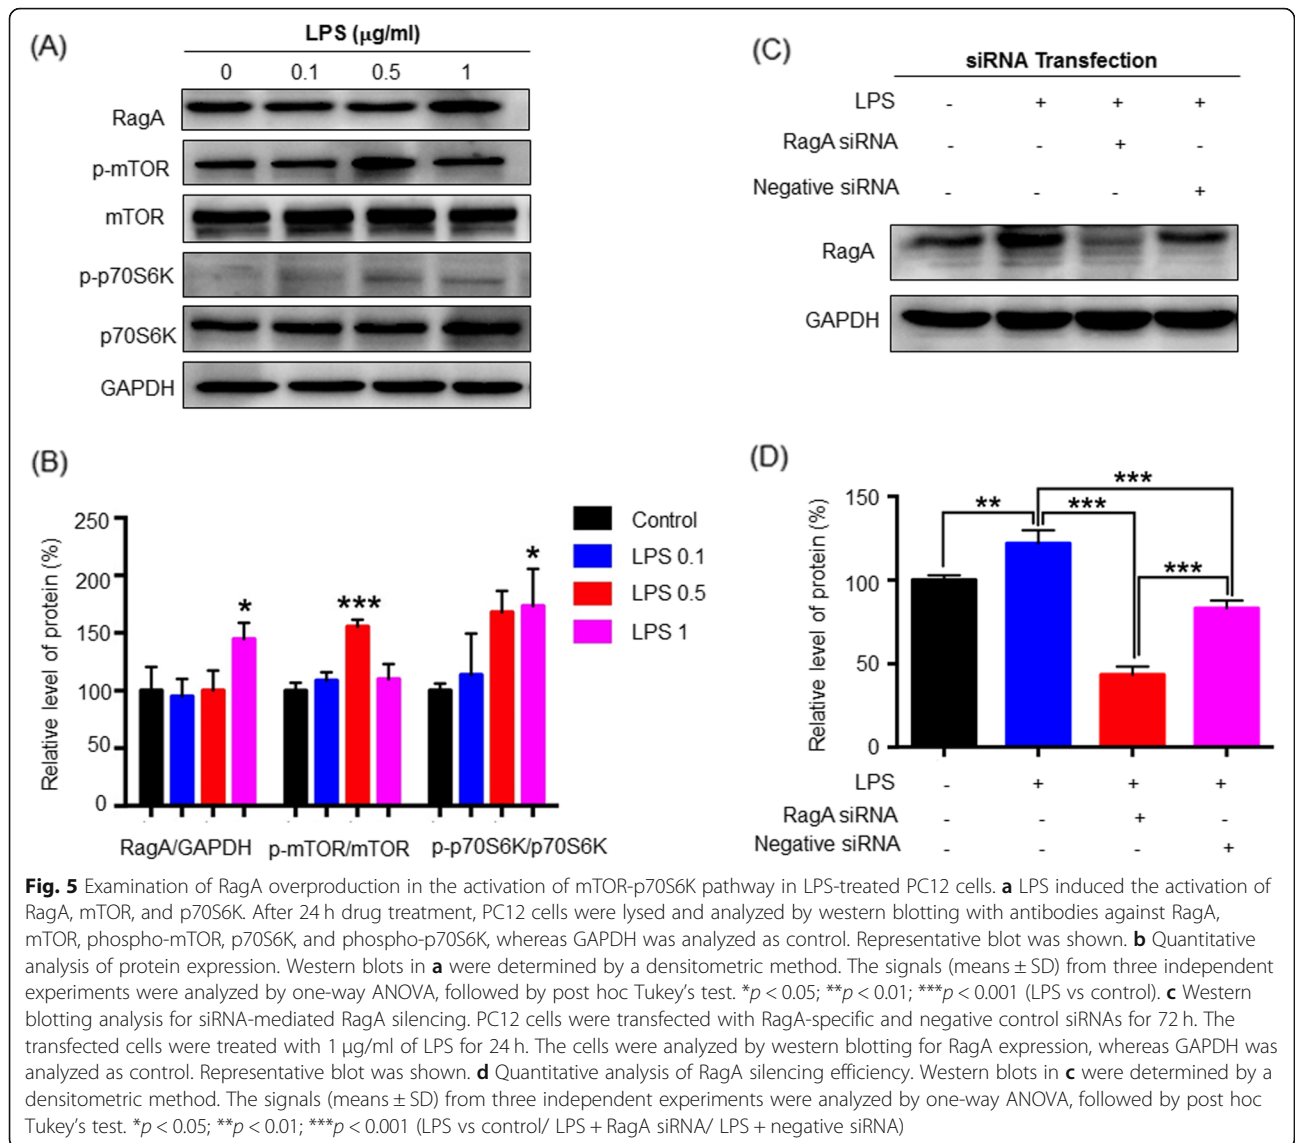 (A)
LPS (μg/ml)
0 0.1 0.5 1
RagA
p-mTOR
mTOR
p-p70S6K
p70S6K
GAPDH
(C)
siRNA Transfection
LPS - + + +
RagA siRNA - - + -
Negative siRNA - - - +
RagA
GAPDH
(B)
Relative level of protein (%)
250
200
150
100
50
0
* *** *
RagA/GAPDH p-mTOR/mTOR p-p70S6K/p70S6K
Control
LPS 0.1
LPS 0.5
LPS 1
(D)
Relative level of protein (%)
150
100
50
0
***
** ***
***
LPS - + + +
RagA siRNA - - + -
Negative siRNA - - - +
Fig. 5 Examination of RagA overproduction in the activation of mTOR-p70S6K pathway in LPS-treated PC12 cells. a LPS induced the activation of
RagA, mTOR, and p70S6K. After 24 h drug treatment, PC12 cells were lysed and analyzed by western blotting with antibodies against RagA,
mTOR, phospho-mTOR, p70S6K, and phospho-p70S6K, whereas GAPDH was analyzed as control. Representative blot was shown. b Quantitative
analysis of protein expression. Western blots in a were determined by a densitometric method. The signals (means ± SD) from three independent
experiments were analyzed by one-way ANOVA, followed by post hoc Tukey's test. *p < 0.05; **p < 0.01; ***p < 0.001 (LPS vs control). c Western
blotting analysis for siRNA-mediated RagA silencing. PC12 cells were transfected with RagA-specific and negative control siRNAs for 72 h. The
transfected cells were treated with 1 μg/ml of LPS for 24 h. The cells were analyzed by western blotting for RagA expression, whereas GAPDH was
analyzed as control. Representative blot was shown. d Quantitative analysis of RagA silencing efficiency. Western blots in c were determined by a
densitometric method. The signals (means ± SD) from three independent experiments were analyzed by one-way ANOVA, followed by post hoc
Tukey's test. *p < 0.05; **p < 0.01; ***p < 0.001 (LPS vs control/ LPS + RagA siRNA/ LPS + negative siRNA)